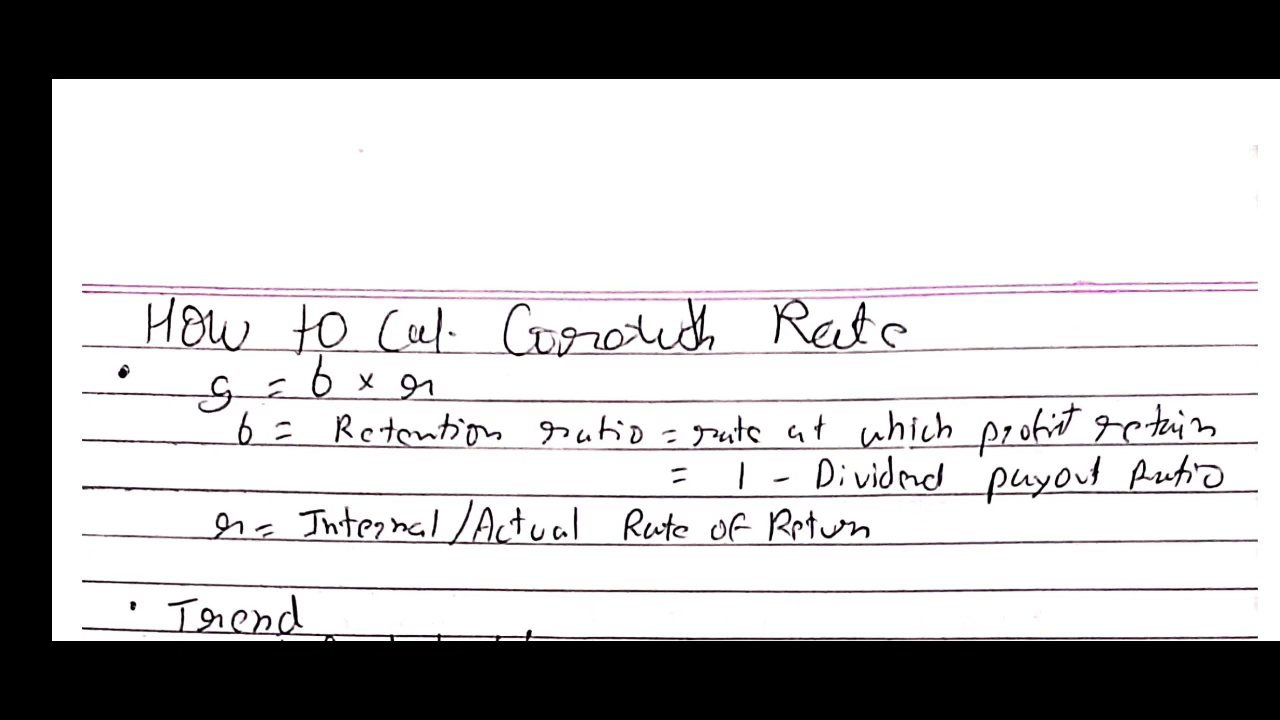 How to Cal. Growth Rate
• g = b × r
b = Retention ratio = rate at which profit retain
= 1 - Dividend payout Ratio
r = Internal/Actual Rate of Return
• Trend